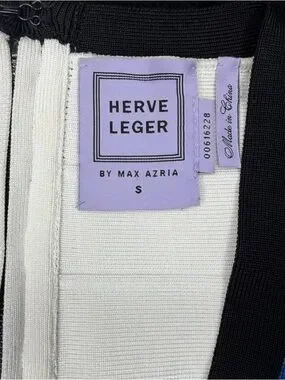 HERVE
LEGER
BY MAX AZRIA
S
00616228
Made in China